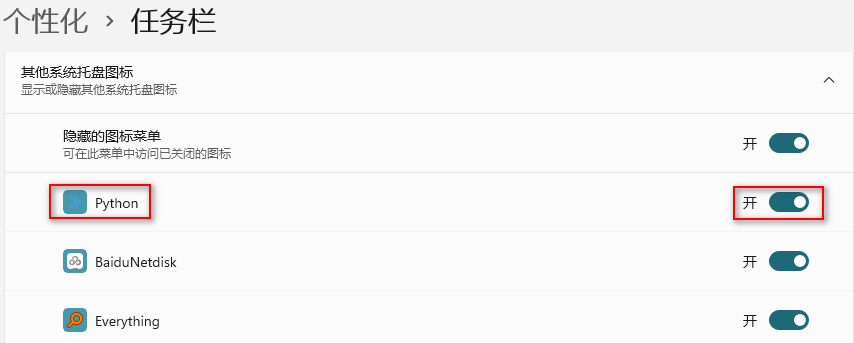 个性化 › 任务栏
其他系统托盘图标
显示或隐藏其他系统托盘图标
隐藏的图标菜单
可在此菜单中访问已关闭的图标
开
Python
开
BaiduNetdisk
开
Everything
开